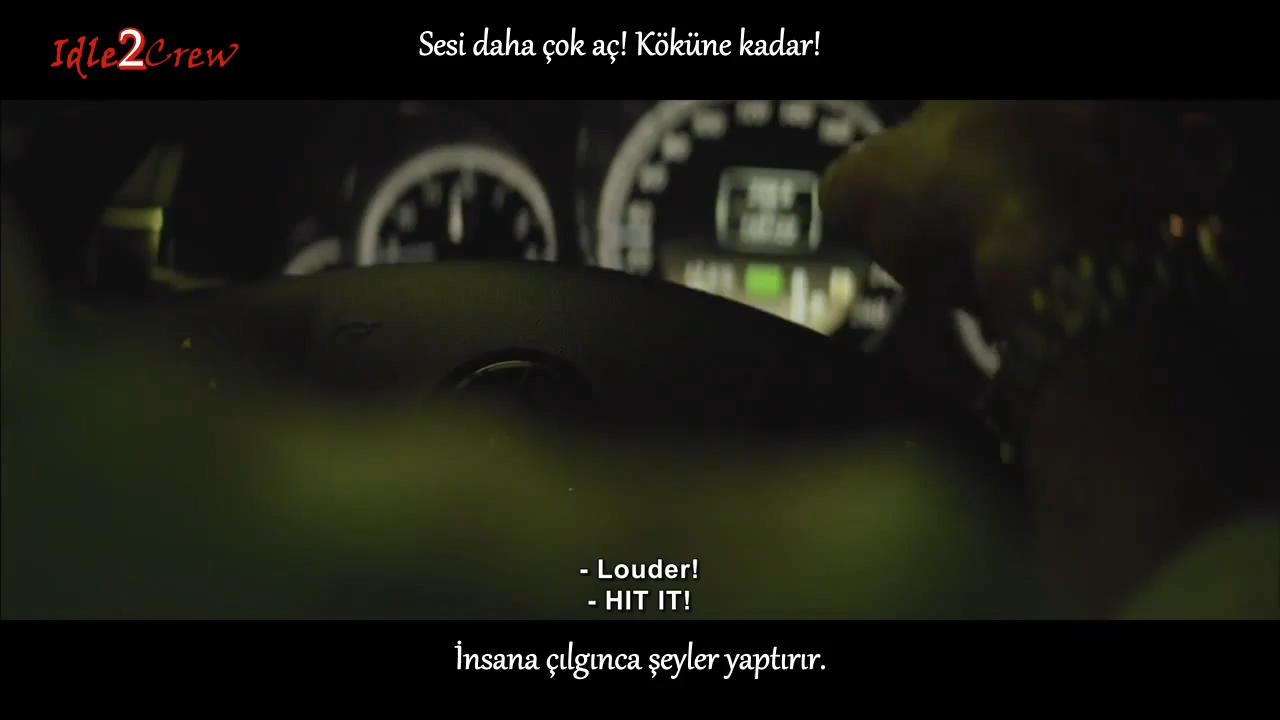 Idle2Crew
Sesi daha çok aç! Köküne kadar!
- Louder!
- HIT IT!
İnsana çılgınca şeyler yaptırır.